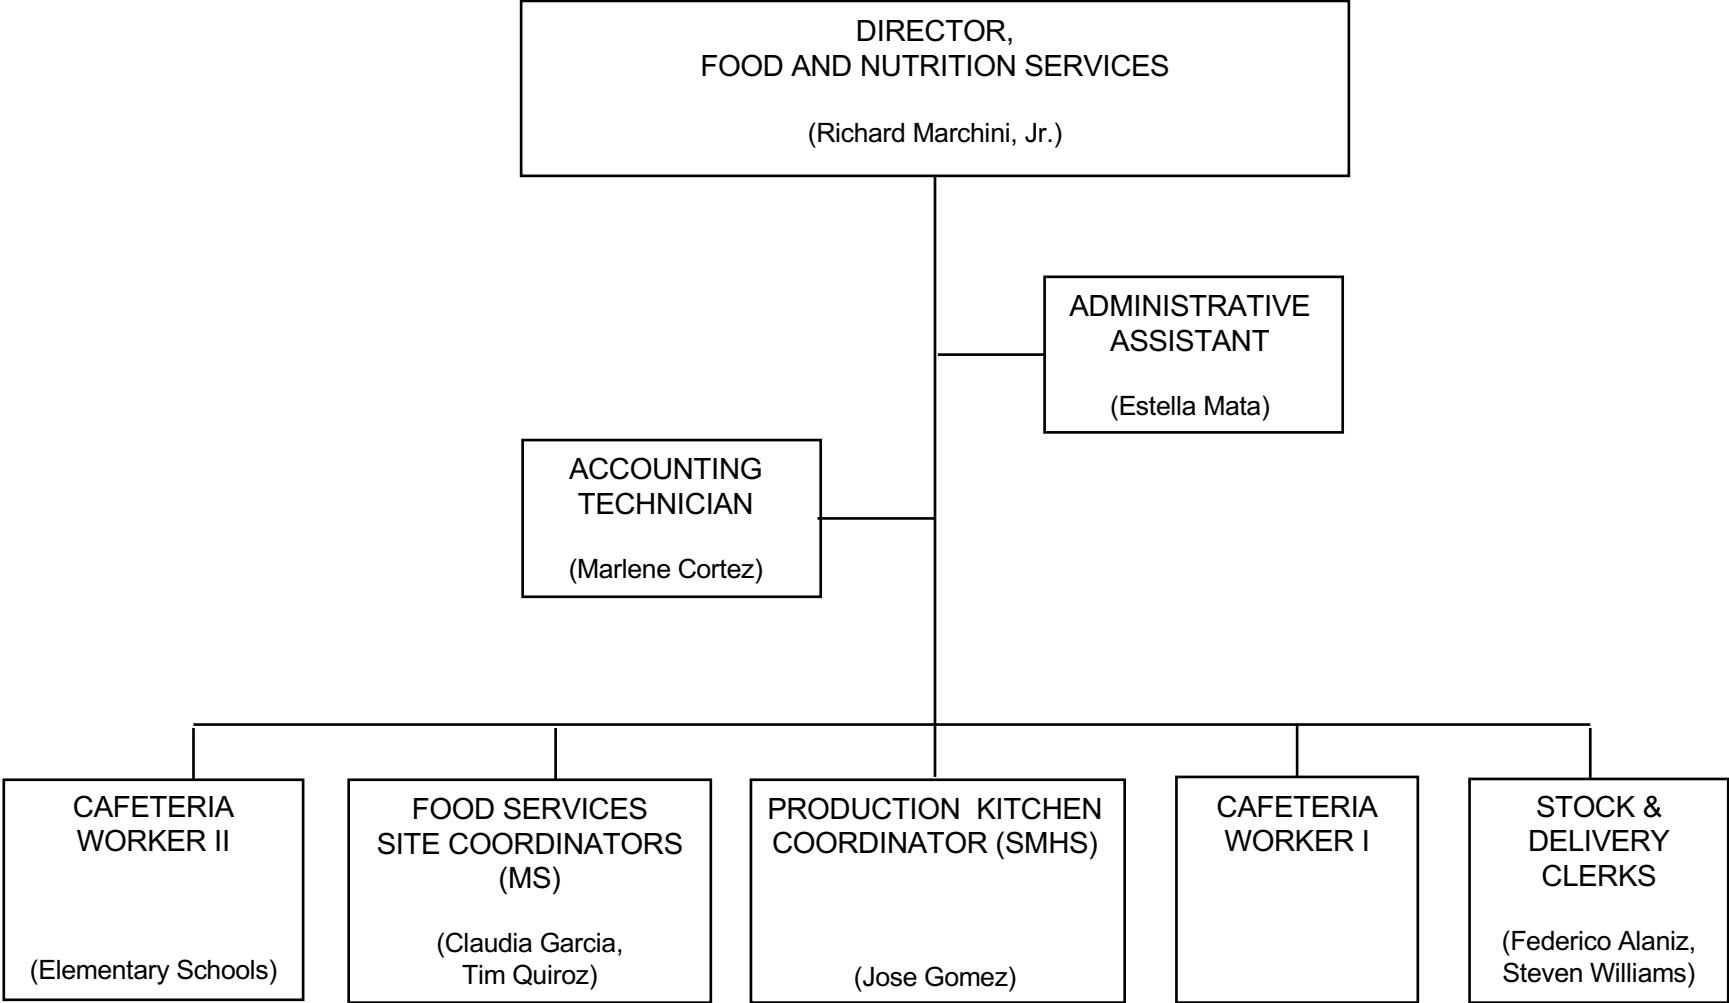 DIRECTOR,
FOOD AND NUTRITION SERVICES
(Richard Marchini, Jr.)
ADMINISTRATIVE
ASSISTANT
(Estella Mata)
ACCOUNTING
TECHNICIAN
(Marlene Cortez)
CAFETERIA
WORKER II
(Elementary Schools)
FOOD SERVICES
SITE COORDINATORS
(MS)
(Claudia Garcia,
Tim Quiroz)
PRODUCTION  KITCHEN
COORDINATOR (SMHS)
(Jose Gomez)
CAFETERIA
WORKER I
STOCK &
DELIVERY
CLERKS
(Federico Alaniz,
Steven Williams)